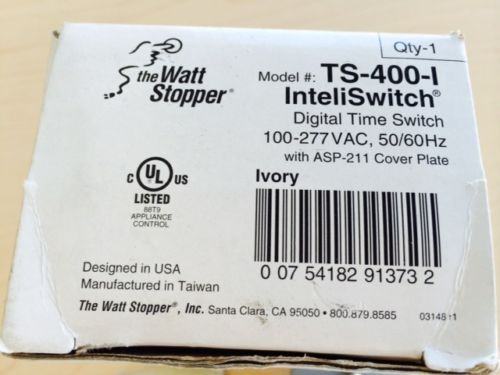 Qty-1
the Watt
Stopper®
Model #: TS-400-I
InteliSwitch®
Digital Time Switch
100-277VAC, 50/60Hz
with ASP-211 Cover Plate
Ivory
C UL US
LISTED
88T9
APPLIANCE
CONTROL
0 07 54182 91373 2
Designed in USA
Manufactured in Taiwan
The Watt Stopper®, Inc. Santa Clara, CA 95050 • 800.879.8585